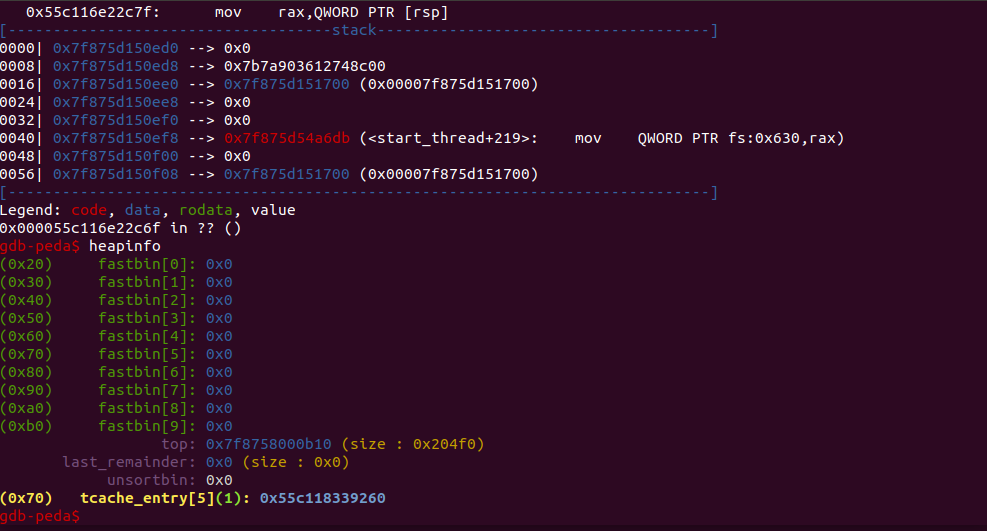 0x55c116e22c7f:      mov    rax,QWORD PTR [rsp]
[------------------------------------stack-------------------------------------]
0000| 0x7f875d150ed0 --> 0x0
0008| 0x7f875d150ed8 --> 0x7b7a903612748c00
0016| 0x7f875d150ee0 --> 0x7f875d151700 (0x00007f875d151700)
0024| 0x7f875d150ee8 --> 0x0
0032| 0x7f875d150ef0 --> 0x0
0040| 0x7f875d150ef8 --> 0x7f875d54a6db (<start_thread+219>:    mov    QWORD PTR fs:0x630,rax)
0048| 0x7f875d150f00 --> 0x0
0056| 0x7f875d150f08 --> 0x7f875d151700 (0x00007f875d151700)
[------------------------------------------------------------------------------]
Legend: code, data, rodata, value
0x000055c116e22c6f in ?? ()
gdb-peda$ heapinfo
(0x20)     fastbin[0]: 0x0
(0x30)     fastbin[1]: 0x0
(0x40)     fastbin[2]: 0x0
(0x50)     fastbin[3]: 0x0
(0x60)     fastbin[4]: 0x0
(0x70)     fastbin[5]: 0x0
(0x80)     fastbin[6]: 0x0
(0x90)     fastbin[7]: 0x0
(0xa0)     fastbin[8]: 0x0
(0xb0)     fastbin[9]: 0x0
                  top: 0x7f8758000b10 (size : 0x204f0)
       last_remainder: 0x0 (size : 0x0)
            unsortbin: 0x0
(0x70)   tcache_entry[5](1): 0x55c118339260
gdb-peda$